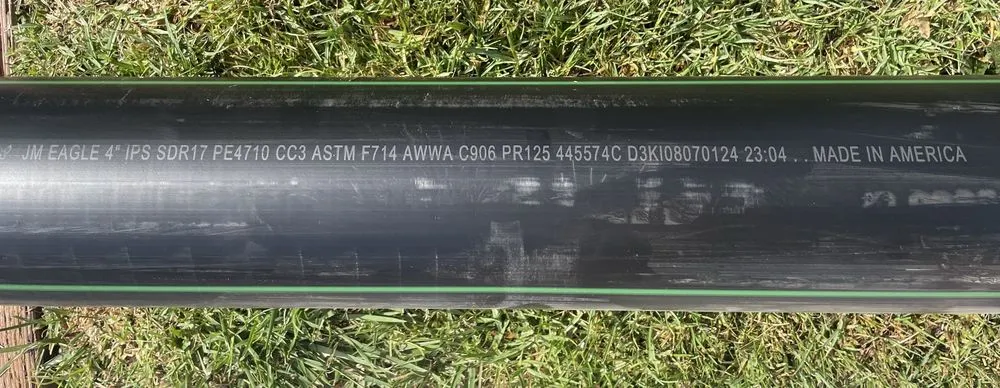 JM EAGLE 4" IPS SDR17 PE4710 CC3 ASTM F714 AWWA C906 PR125 445574C D3KI08070124 23:04 . . MADE IN AMERICA